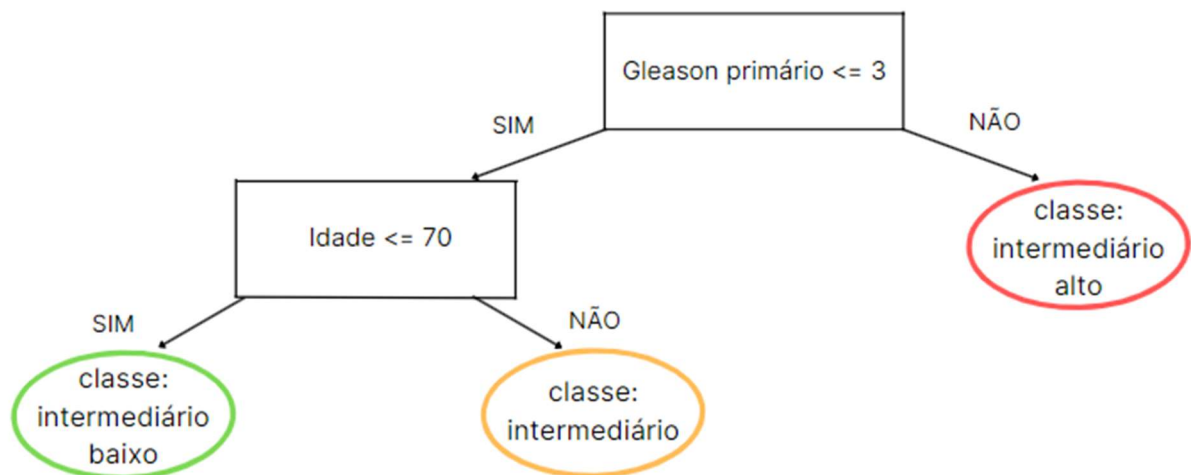 Gleason primário <= 3
SIM
NÃO
Idade <= 70
classe:
intermediário
alto
SIM
NÃO
classe:
intermediário
baixo
classe:
intermediário